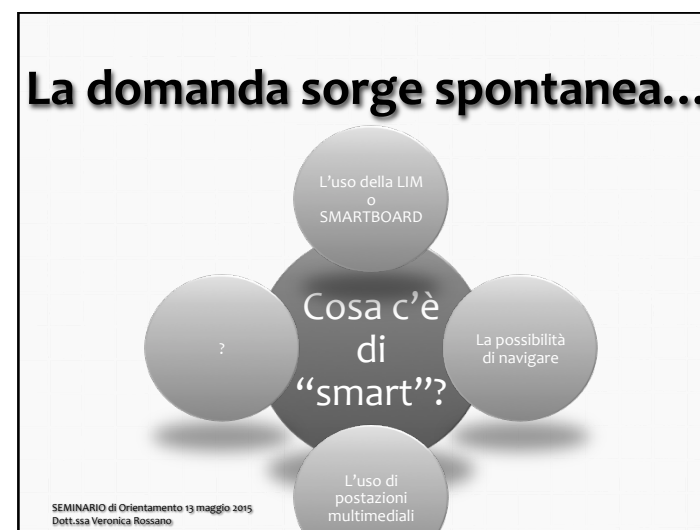 La domanda sorge spontanea...
L'uso della LIM
o
SMARTBOARD
Cosa c'è
di
“smart”?
La possibilità
di navigare
L'uso di
postazioni
multimediali
?
SEMINARIO di Orientamento 13 maggio 2015
Dott.ssa Veronica Rossano